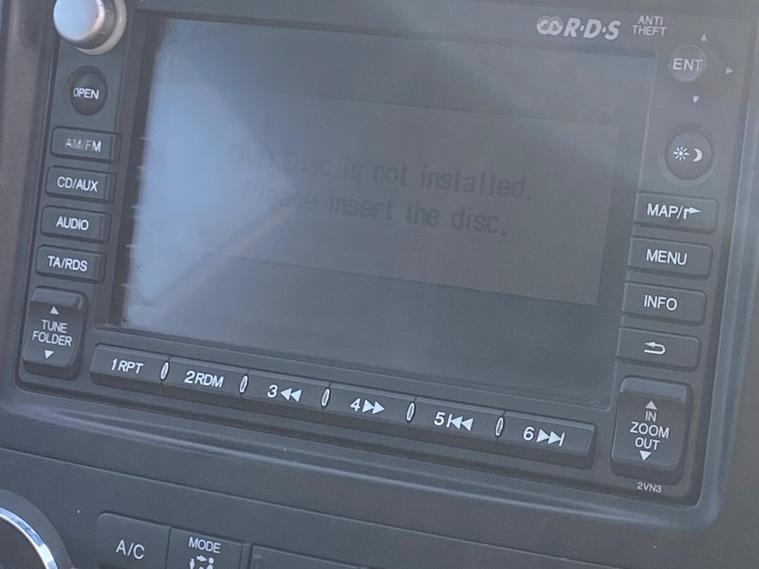 R·D·S
ANTI
THEFT
ENT
OPEN
AM/FM
CD/AUX
AUDIO
TA/RDS
TUNE
FOLDER
DVD Disc is not installed.
Please insert the disc.
MAP/
MENU
INFO
IN
ZOOM
OUT
1RPT
2RDM
3
4
5
6
2VN3
A/C
MODE